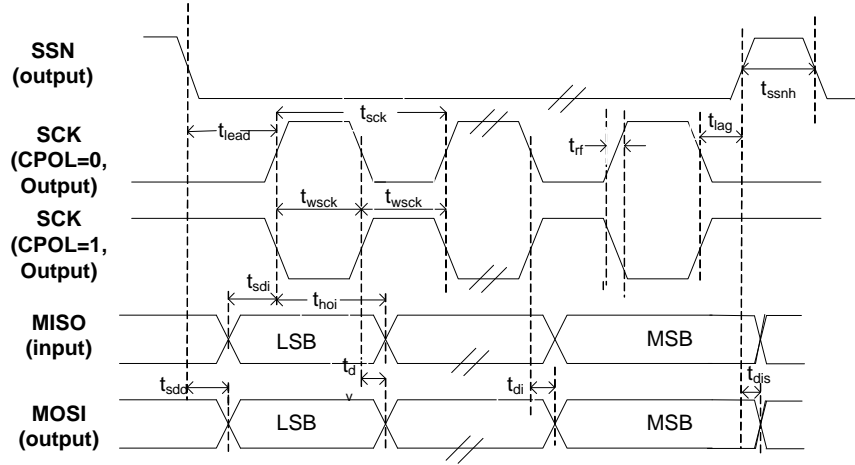 SSN
(output)
tssnh
tsck
tlead
tlag
SCK
(CPOL=0,
Output)
trf
twsck
twsck
SCK
(CPOL=1,
Output)
tsdi
thoi
MISO
(input)
LSB
MSB
td
v
tsdo
tdi
tdis
MOSI
(output)
LSB
MSB